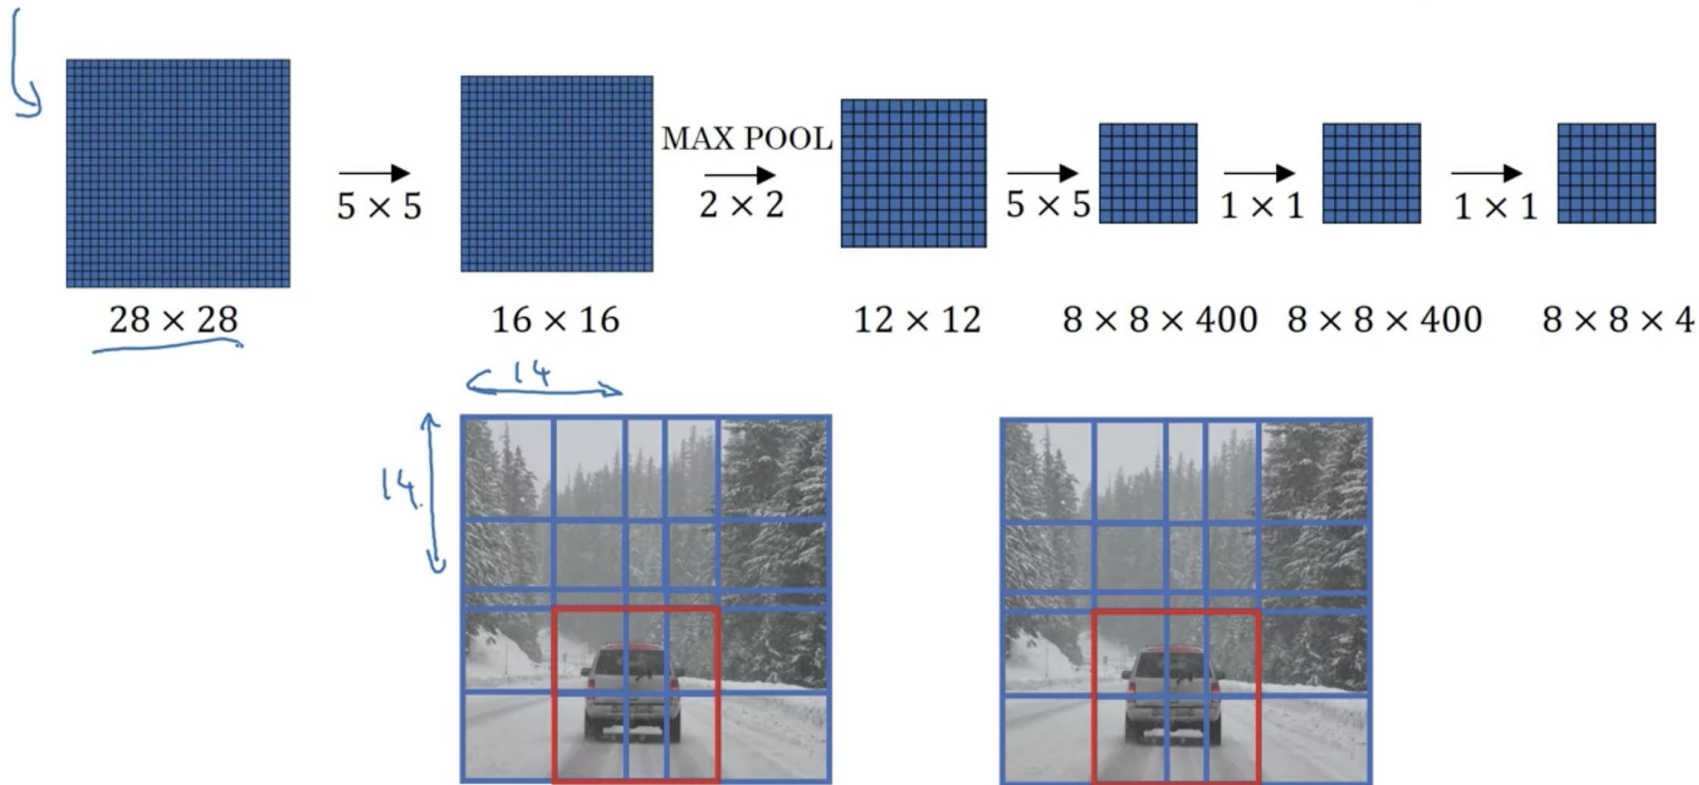 MAX POOL
5 × 5
2 × 2
5 × 5
1 × 1
1 × 1
28 × 28
16 × 16
12 × 12
8 × 8 × 400
8 × 8 × 400
8 × 8 × 4
14
14